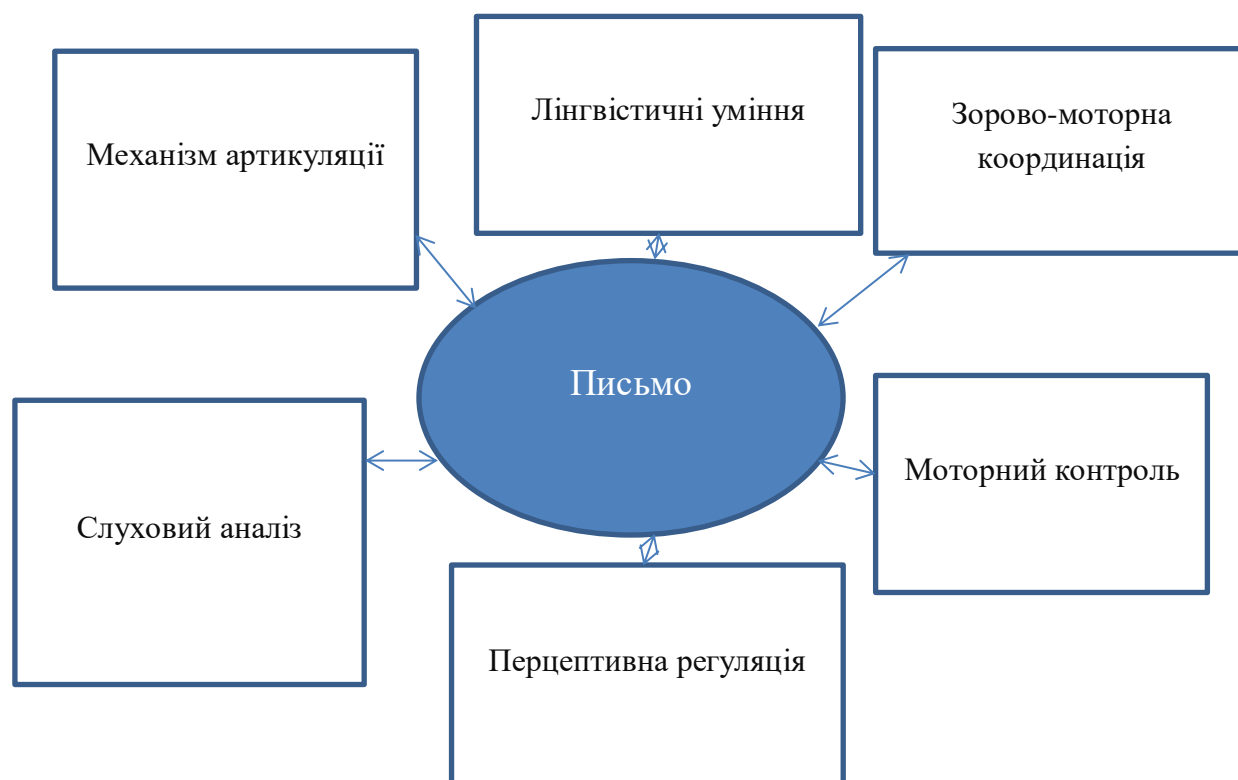 Механізм артикуляції
Лінгвістичні уміння
Зорово-моторна
координація
Письмо
Слуховий аналіз
Моторний контроль
Перцептивна регуляція